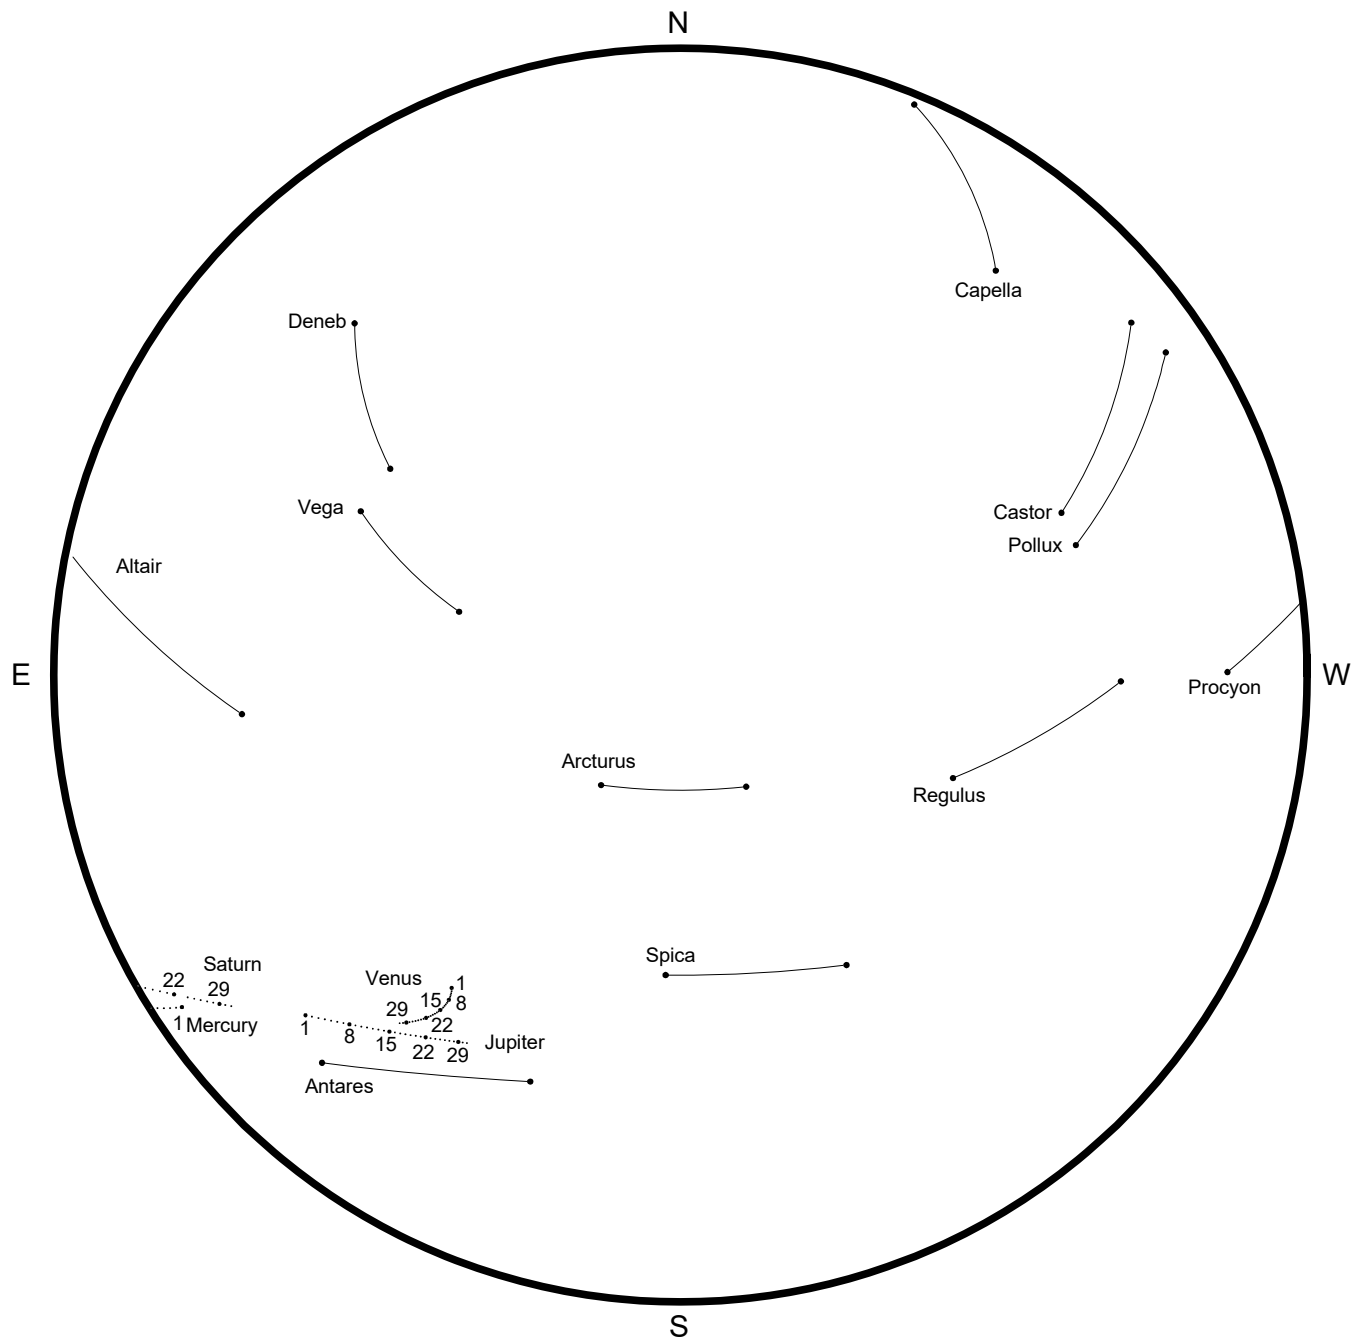 N
Capella
Deneb
Vega
Castor
Pollux
Altair
E
W
Procyon
Arcturus
Regulus
Spica
Saturn
22
29
1
Mercury
Venus
1
8
15
22
29
1
8
15
22
29
Jupiter
Antares
S